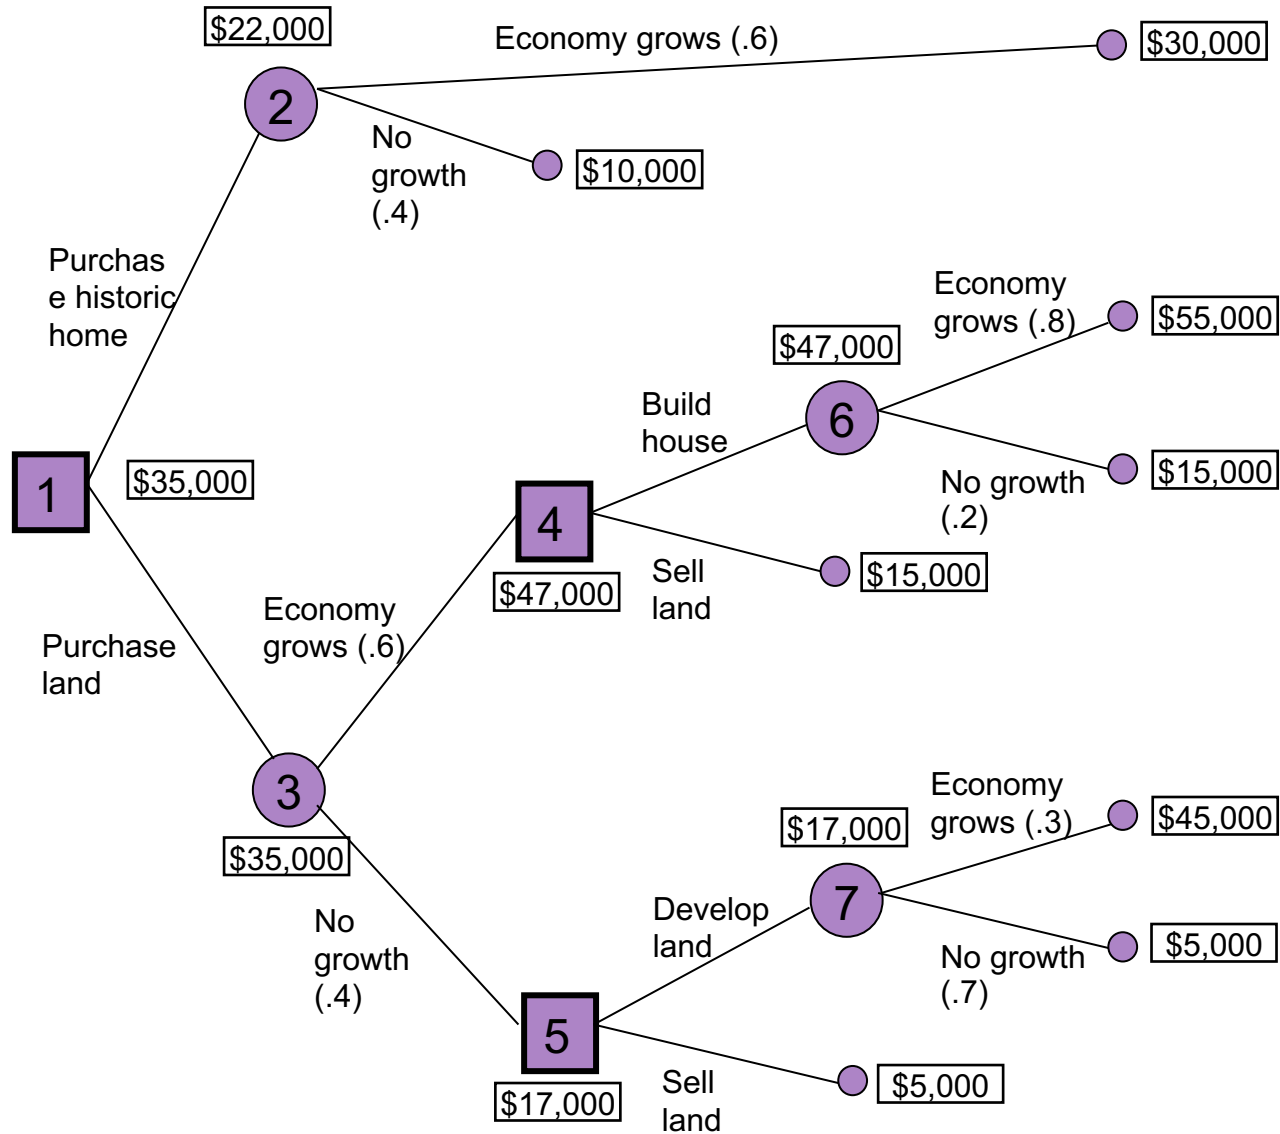 $22,000
Economy grows (.6)
$30,000
2
No
growth
(.4)
$10,000
Purchas
e historic
home
Economy
grows (.8)
$55,000
$47,000
6
Build
house
1
$35,000
No growth
(.2)
$15,000
4
$47,000
Sell
land
$15,000
Economy
grows (.6)
Purchase
land
3
$35,000
Economy
grows (.3)
$45,000
$17,000
7
Develop
land
No growth
(.7)
$5,000
No
growth
(.4)
5
$17,000
Sell
land
$5,000